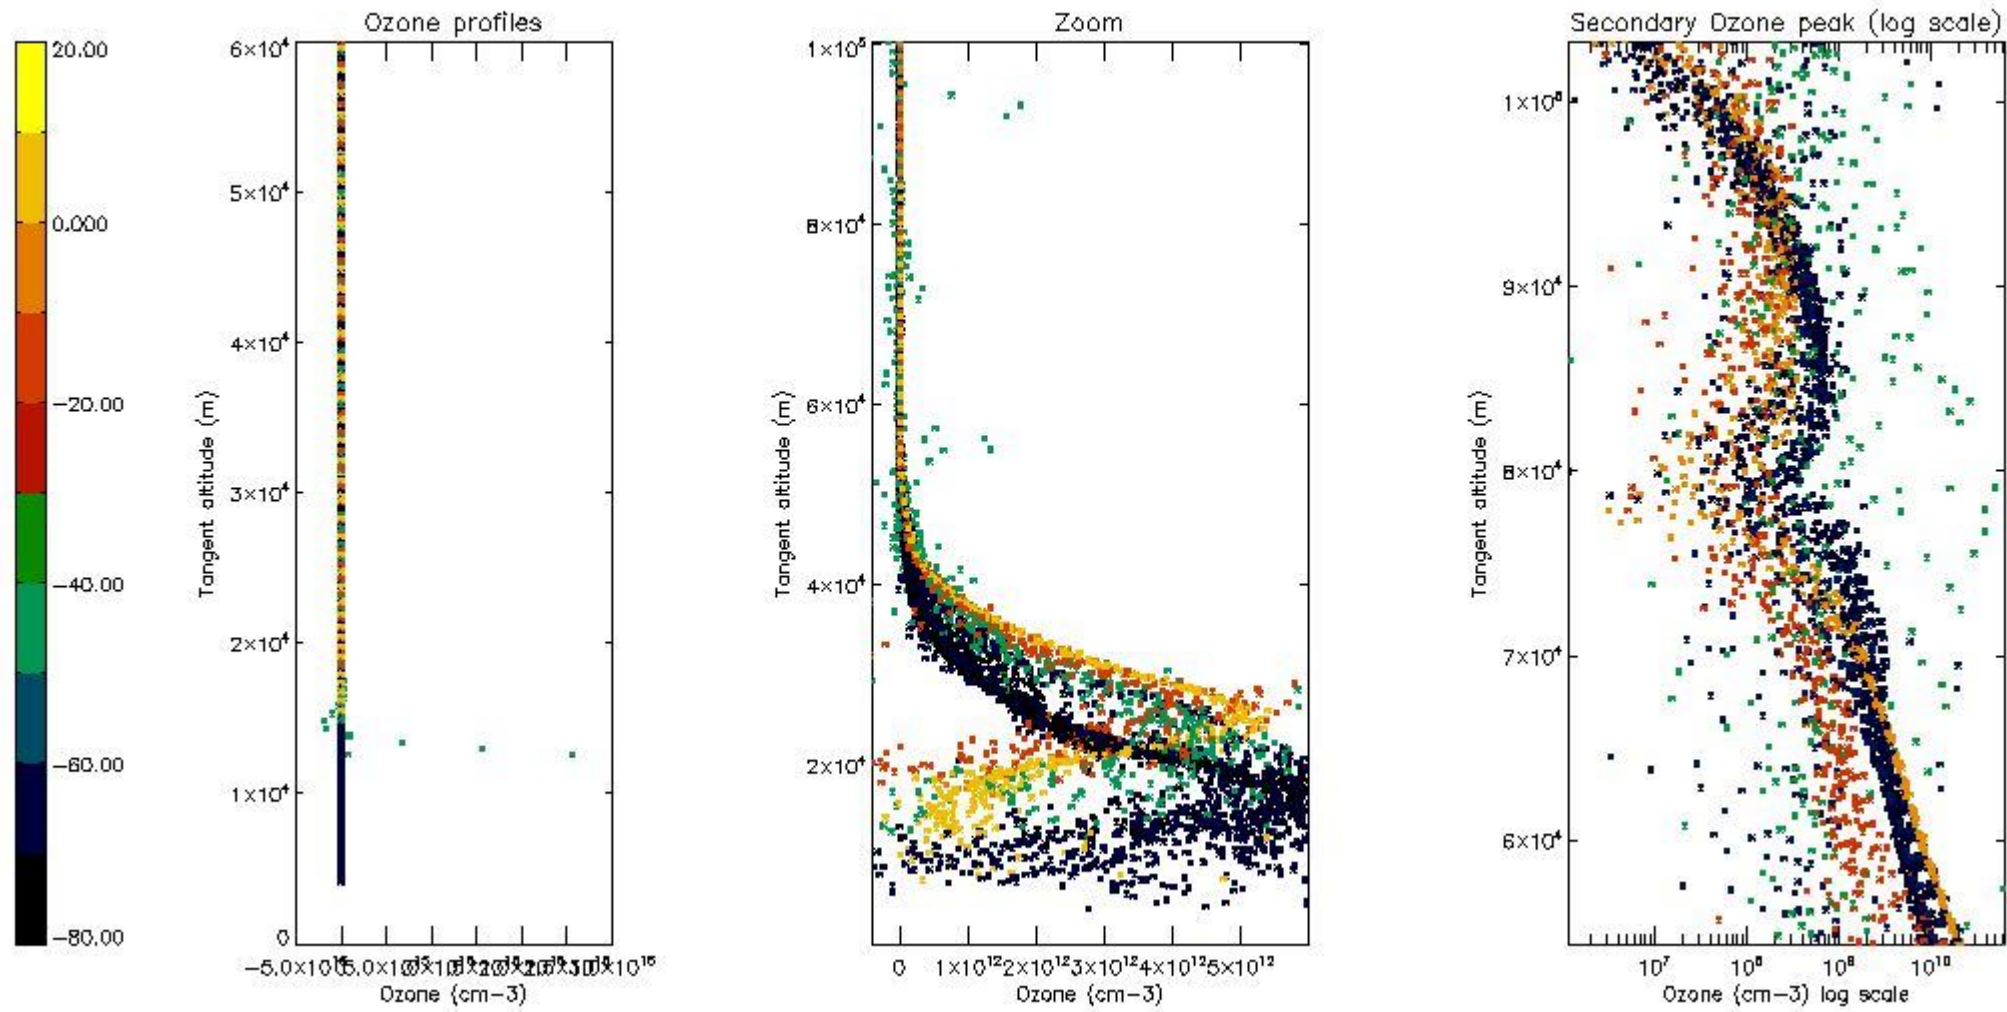 Ozone profiles
Zoom
Secondary Ozone peak (log scale)
20.00
0.000
−20.00
−40.00
−60.00
−80.00
Tangent altitude (m)
6×10⁴
5×10⁴
4×10⁴
3×10⁴
2×10⁴
1×10⁴
0
Ozone (cm−3)
Tangent altitude (m)
1×10⁵
8×10⁴
6×10⁴
4×10⁴
2×10⁴
0 1×10¹² 2×10¹² 3×10¹² 4×10¹² 5×10¹²
Ozone (cm−3)
Tangent altitude (m)
1×10⁵
9×10⁴
8×10⁴
7×10⁴
6×10⁴
10⁷ 10⁸ 10⁹ 10¹⁰
Ozone (cm−3) log scale